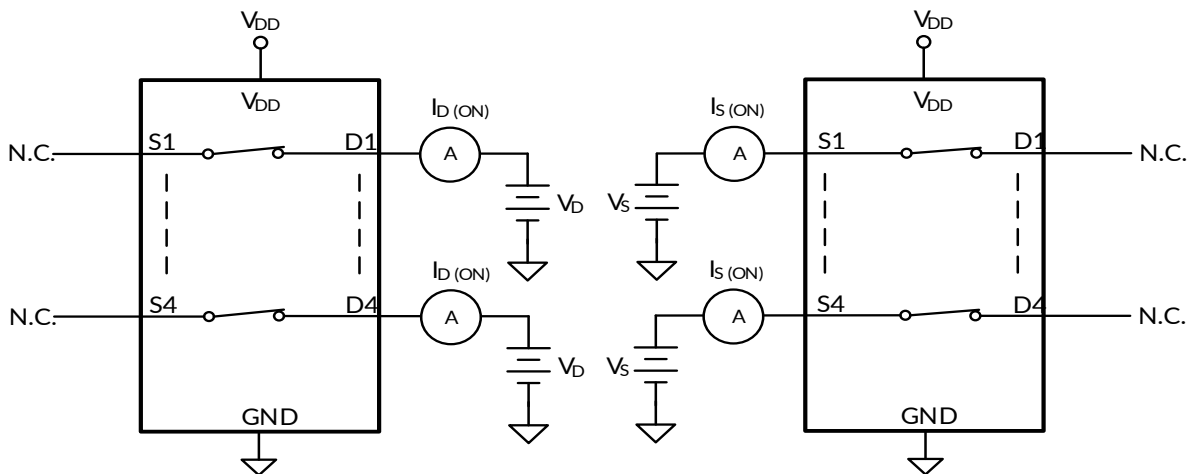 VDD
VDD
ID (ON)
N.C.
S1
D1
A
VD
ID (ON)
N.C.
S4
D4
A
VD
GND
VDD
VDD
IS (ON)
S1
D1
N.C.
A
VS
IS (ON)
S4
D4
N.C.
A
VS
GND